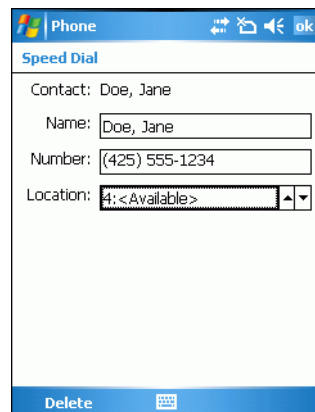 Phone ok
Speed Dial
Contact: Doe, Jane
Name: Doe, Jane
Number: (425) 555-1234
Location: 4:<Available>
Delete